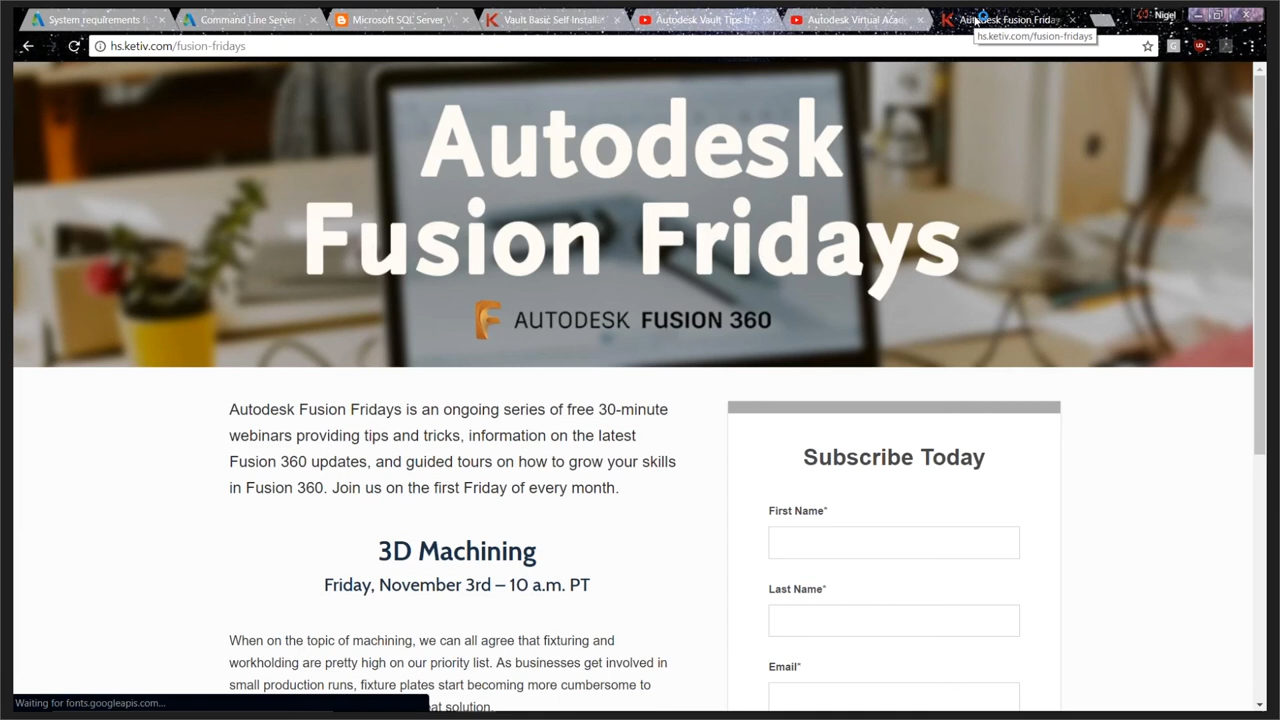 System requirements for
Command Line Server
Microsoft SQL Server
Vault Basic Self-Installa
Autodesk Vault Tips from
Autodesk Virtual Acade
Autodesk Fusion Friday
Nigel
hs.ketiv.com/fusion-fridays
hs.ketiv.com/fusion-fridays
Autodesk
Fusion Fridays
AUTODESK FUSION 360
Autodesk Fusion Fridays is an ongoing series of free 30-minute
webinars providing tips and tricks, information on the latest
Fusion 360 updates, and guided tours on how to grow your skills
in Fusion 360. Join us on the first Friday of every month.
3D Machining
Friday, November 3rd – 10 a.m. PT
When on the topic of machining, we can all agree that fixturing and
workholding are pretty high on our priority list. As businesses get involved in
small production runs, fixture plates start becoming more cumbersome to
eat solution.
Subscribe Today
First Name*
Last Name*
Email*
Waiting for fonts.googleapis.com...